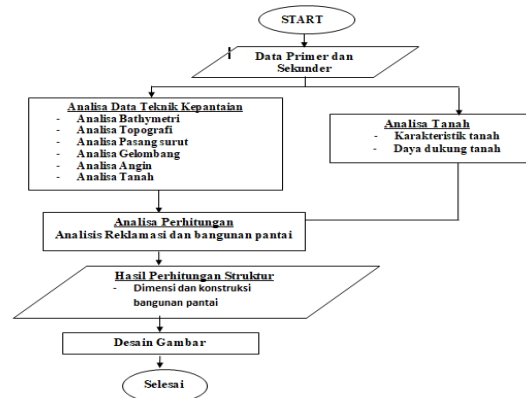 START
Data Primer dan
Sekunder
Analisa Data Teknik Kepantaian
- Analisa Bathymetri
- Analisa Topografi
- Analisa Pasang surut
- Analisa Gelombang
- Analisa Angin
- Analisa Tanah
Analisa Tanah
- Karakteristik tanah
- Daya dukung tanah
Analisa Perhitungan
Analisis Reklamasi dan bangunan pantai
Hasil Perhitungan Struktur
- Dimensi dan konstruksi
bangunan pantai
Desain Gambar
Selesai